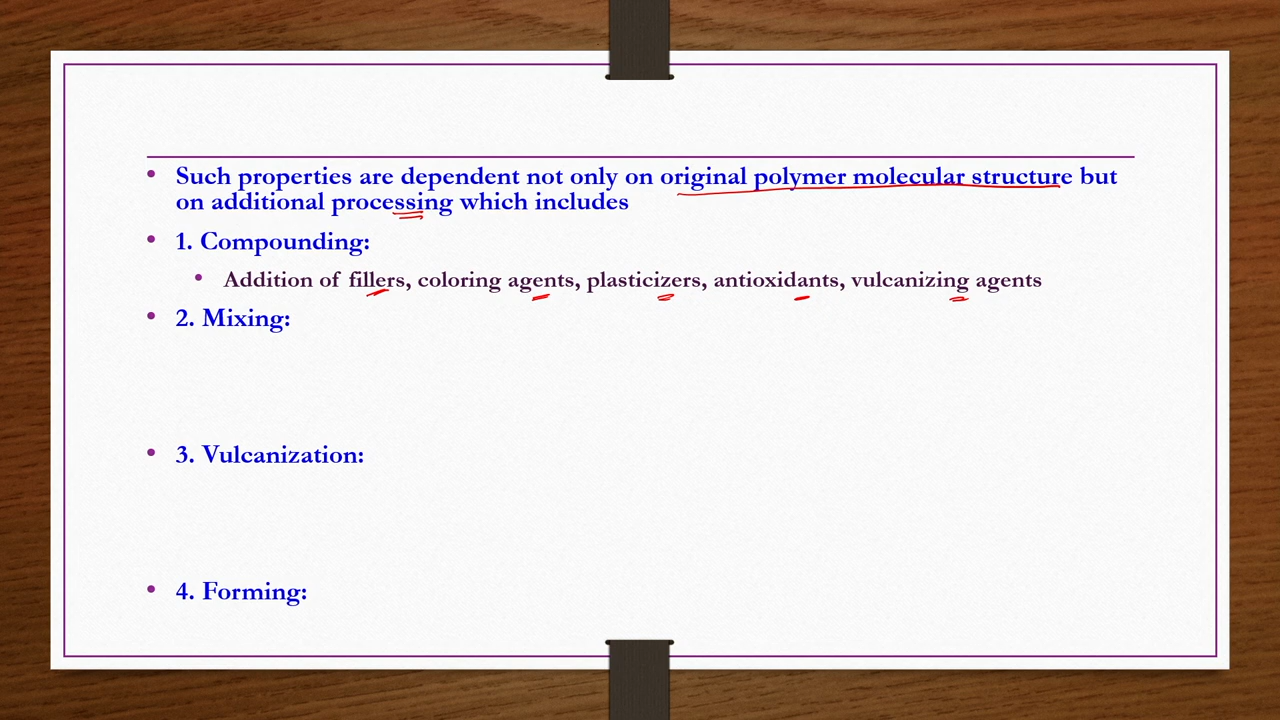 Such properties are dependent not only on original polymer molecular structure but
on additional processing which includes
1. Compounding:
Addition of fillers, coloring agents, plasticizers, antioxidants, vulcanizing agents
2. Mixing:
3. Vulcanization:
4. Forming: